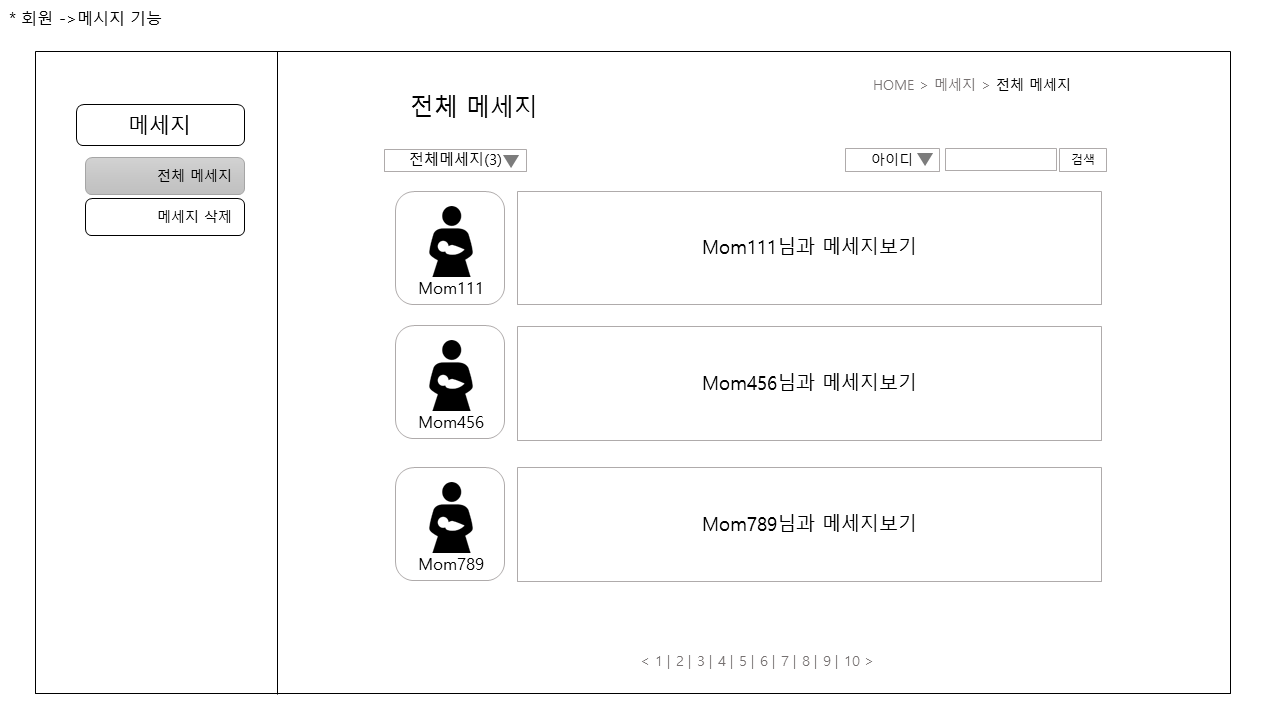 * 회원 ->메시지 기능
메세지
전체 메세지
메세지 삭제
HOME > 메세지 > 전체 메세지
전체 메세지
전체메세지(3)
아이디
검색
Mom111
Mom111님과 메세지보기
Mom456
Mom456님과 메세지보기
Mom789
Mom789님과 메세지보기
< 1 | 2 | 3 | 4 | 5 | 6 | 7 | 8 | 9 | 10 >